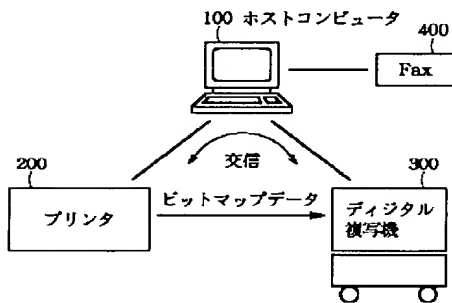 100 ホストコンピュータ
400
Fax
200
交信
300
プリンタ
ビットマップデータ
ディジタル
複写機